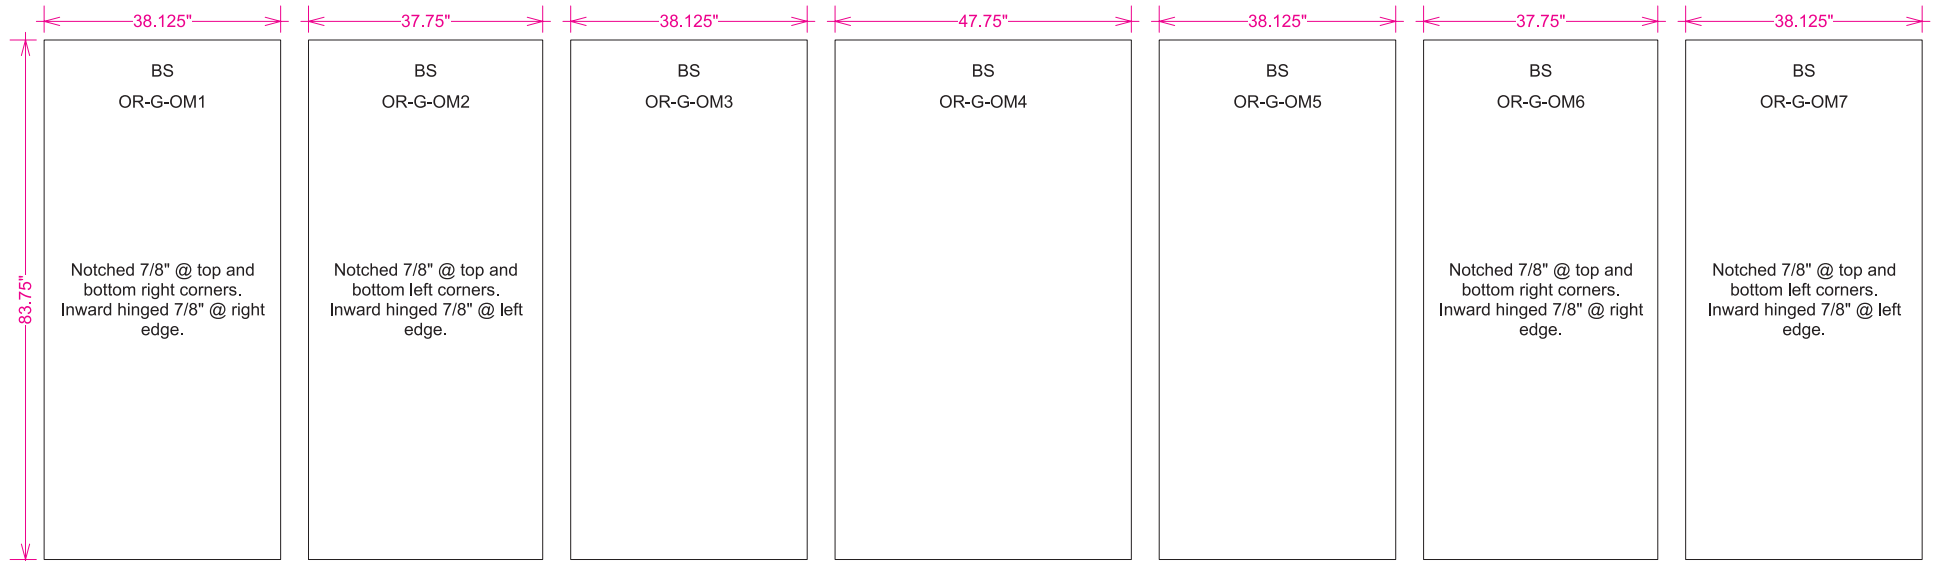 38.125"
37.75"
38.125"
47.75"
38.125"
37.75"
38.125"
83.75"
BS
OR-G-OM1
Notched 7/8" @ top and
bottom right corners.
Inward hinged 7/8" @ right
edge.
BS
OR-G-OM2
Notched 7/8" @ top and
bottom left corners.
Inward hinged 7/8" @ left
edge.
BS
OR-G-OM3
BS
OR-G-OM4
BS
OR-G-OM5
BS
OR-G-OM6
Notched 7/8" @ top and
bottom right corners.
Inward hinged 7/8" @ right
edge.
BS
OR-G-OM7
Notched 7/8" @ top and
bottom left corners.
Inward hinged 7/8" @ left
edge.